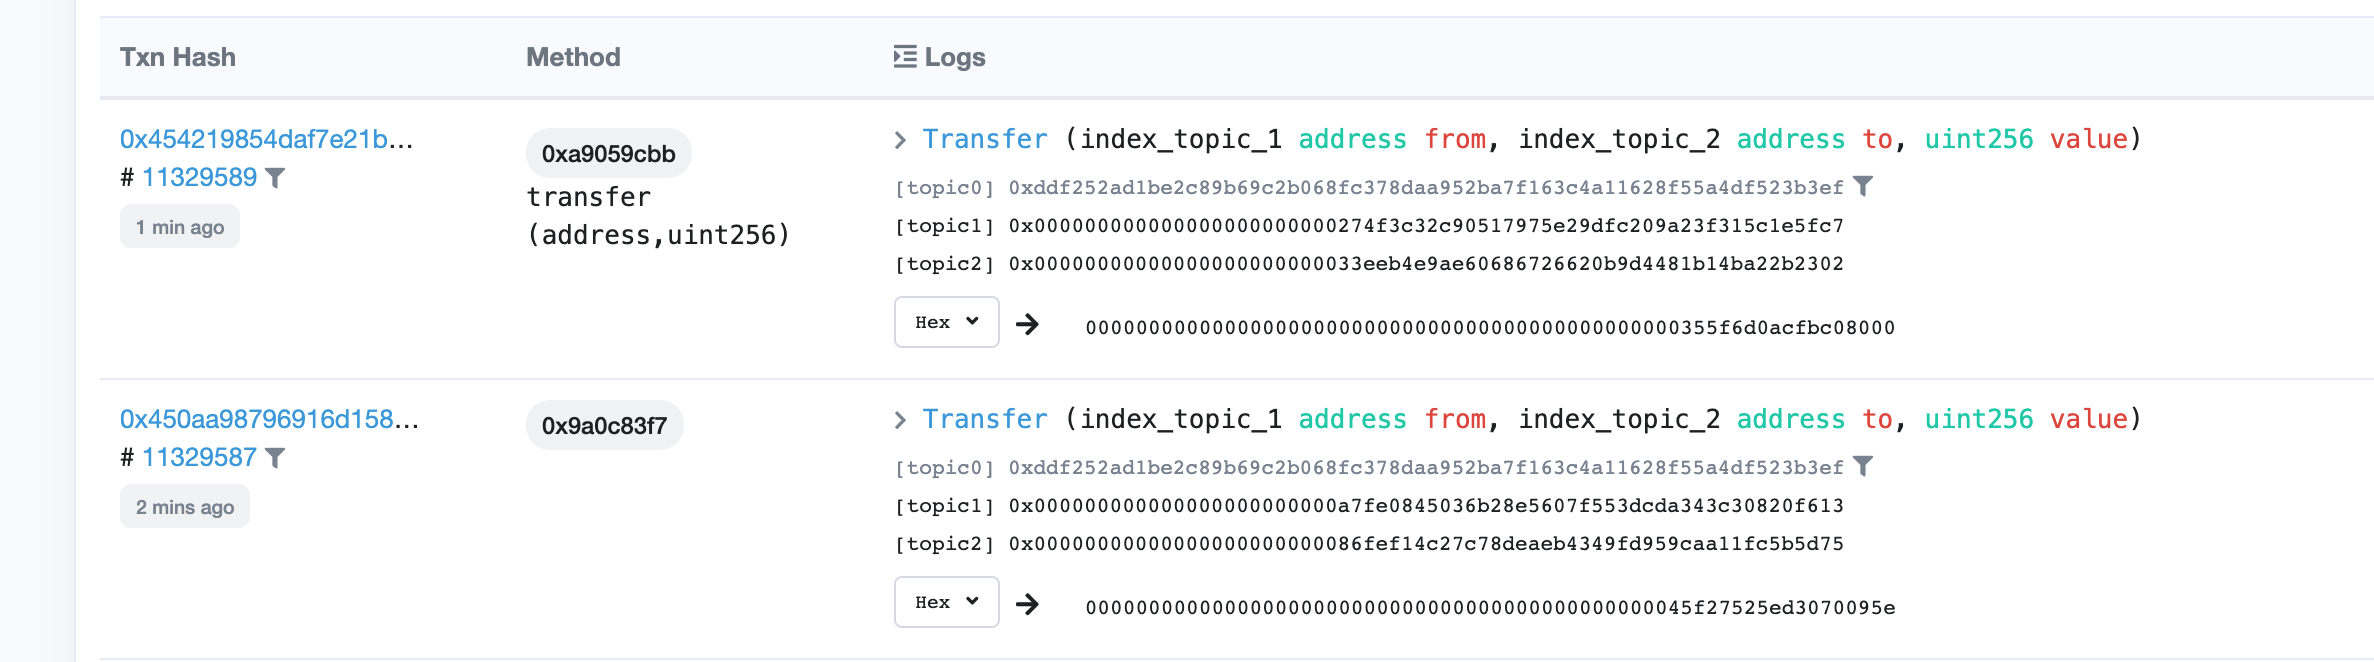 Txn Hash Method Logs
0x454219854daf7e21b...
# 11329589
1 min ago
0xa9059cbb
transfer
(address,uint256)
Transfer (index_topic_1 address from, index_topic_2 address to, uint256 value)
[topic0] 0xddf252ad1be2c89b69c2b068fc378daa952ba7f163c4a11628f55a4df523b3ef
[topic1] 0x000000000000000000000000274f3c32c90517975e29dfc209a23f315c1e5fc7
[topic2] 0x00000000000000000000000033eeb4e9ae60686726620b9d4481b14ba22b2302
Hex 00000000000000000000000000000000000000000000000355f6d0acfbc08000
0x450aa98796916d158...
# 11329587
2 mins ago
0x9a0c83f7
Transfer (index_topic_1 address from, index_topic_2 address to, uint256 value)
[topic0] 0xddf252ad1be2c89b69c2b068fc378daa952ba7f163c4a11628f55a4df523b3ef
[topic1] 0x000000000000000000000000a7fe0845036b28e5607f553dcda343c30820f613
[topic2] 0x00000000000000000000000086fef14c27c78deaeb4349fd959caa11fc5b5d75
Hex 000000000000000000000000000000000000000000000045f27525ed3070095e